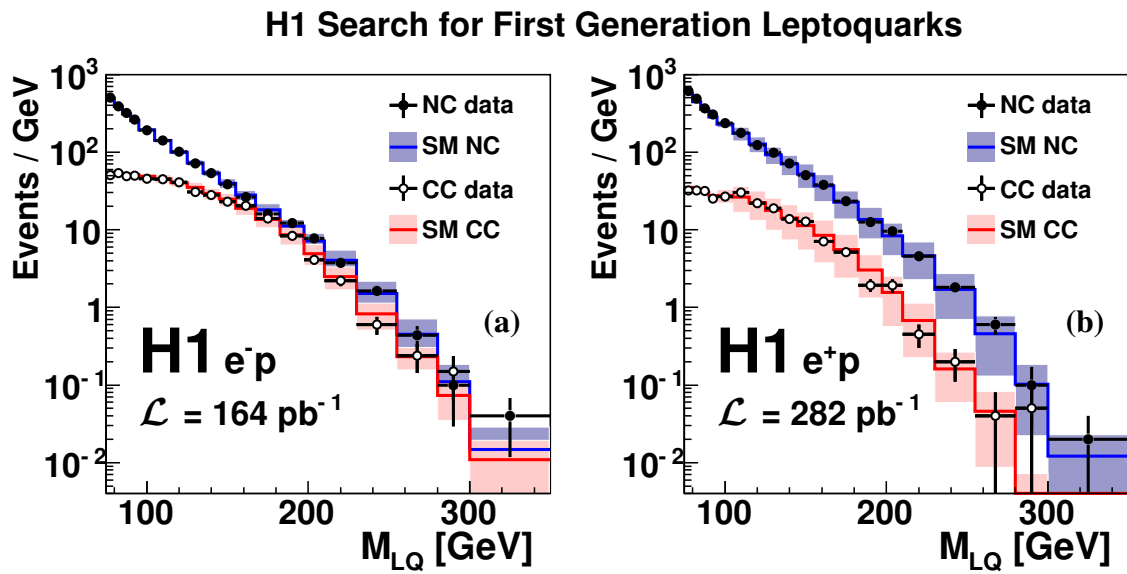 H1 Search for First Generation Leptoquarks
Events / GeV
10³
10²
10
1
10⁻¹
10⁻²
NC data
SM NC
CC data
SM CC
(a)
H1 e⁻p
ℒ = 164 pb⁻¹
100 200 300
M_LQ [GeV]
Events / GeV
10³
10²
10
1
10⁻¹
10⁻²
NC data
SM NC
CC data
SM CC
(b)
H1 e⁺p
ℒ = 282 pb⁻¹
100 200 300
M_LQ [GeV]